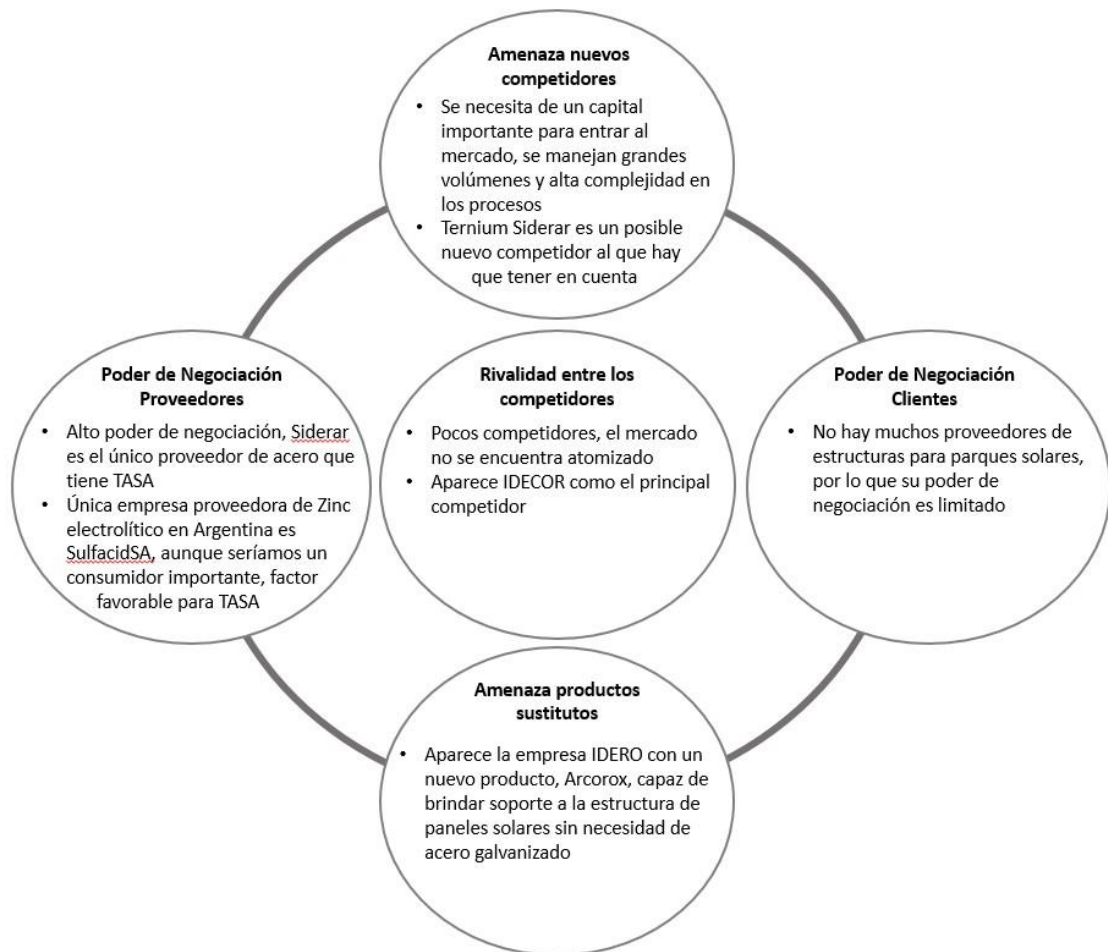 Amenaza nuevos
competidores
• Se necesita de un capital
importante para entrar al
mercado, se manejan grandes
volúmenes y alta complejidad en
los procesos
• Ternium Siderar es un posible
nuevo competidor al que hay
que tener en cuenta
Poder de Negociación
Proveedores
• Alto poder de negociación, Siderar
es el único proveedor de acero que
tiene TASA
• Única empresa proveedora de Zinc
electrolítico en Argentina es
SulfacidSA, aunque seríamos un
consumidor importante, factor
favorable para TASA
Rivalidad entre los
competidores
• Pocos competidores, el mercado
no se encuentra atomizado
• Aparece IDECOR como el principal
competidor
Poder de Negociación
Clientes
• No hay muchos proveedores de
estructuras para parques solares,
por lo que su poder de
negociación es limitado
Amenaza productos
sustitutos
• Aparece la empresa IDERO con un
nuevo producto, Arcorox, capaz de
brindar soporte a la estructura de
paneles solares sin necesidad de
acero galvanizado